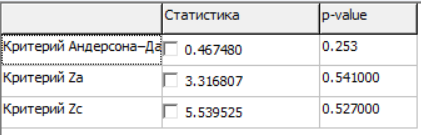 Статистика p-value
Критерий Андерсона-Да 0.467480 0.253
Критерий Za 3.316807 0.541000
Критерий Zc 5.539525 0.527000